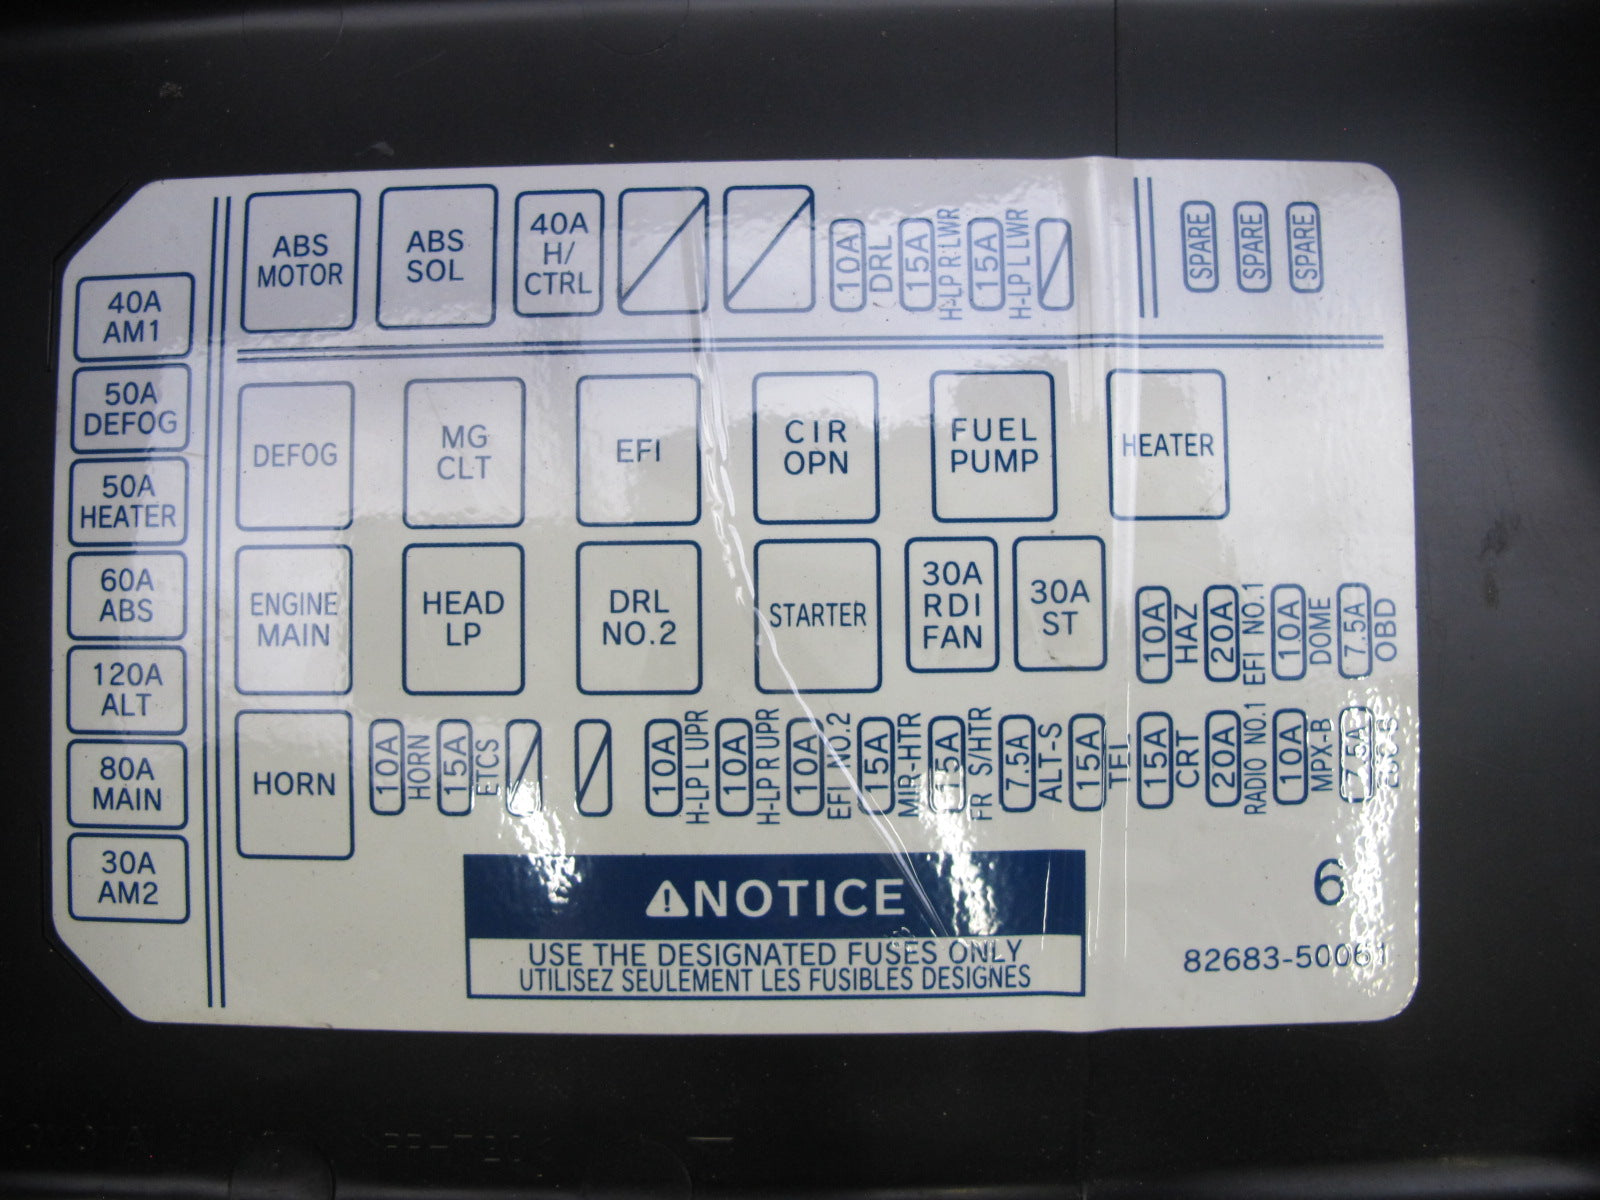 40A
AM1
50A
DEFOG
50A
HEATER
60A
ABS
120A
ALT
80A
MAIN
30A
AM2
ABS
MOTOR
ABS
SOL
40A
H/
CTRL
10A
DRL
15A
H-LP R LWR
15A
H-LP L LWR
SPARE
SPARE
SPARE
DEFOG
MG
CLT
EFI
CIR
OPN
FUEL
PUMP
HEATER
ENGINE
MAIN
HEAD
LP
DRL
NO.2
STARTER
30A
RDI
FAN
30A
ST
10A
HAZ
20A
EFI NO.1
10A
DOME
7.5A
OBD
HORN
10A
HORN
15A
ETCS
10A
H-LP L UPR
10A
H-LP R UPR
10A
EFI NO.2
15A
MIR-HTR
15A
FR S/HTR
7.5A
ALT-S
15A
TEL
15A
CRT
20A
RADIO NO.1
10A
MPX-B
7.5A
⚠NOTICE
USE THE DESIGNATED FUSES ONLY
UTILISEZ SEULEMENT LES FUSIBLES DESIGNES
6
82683-50061